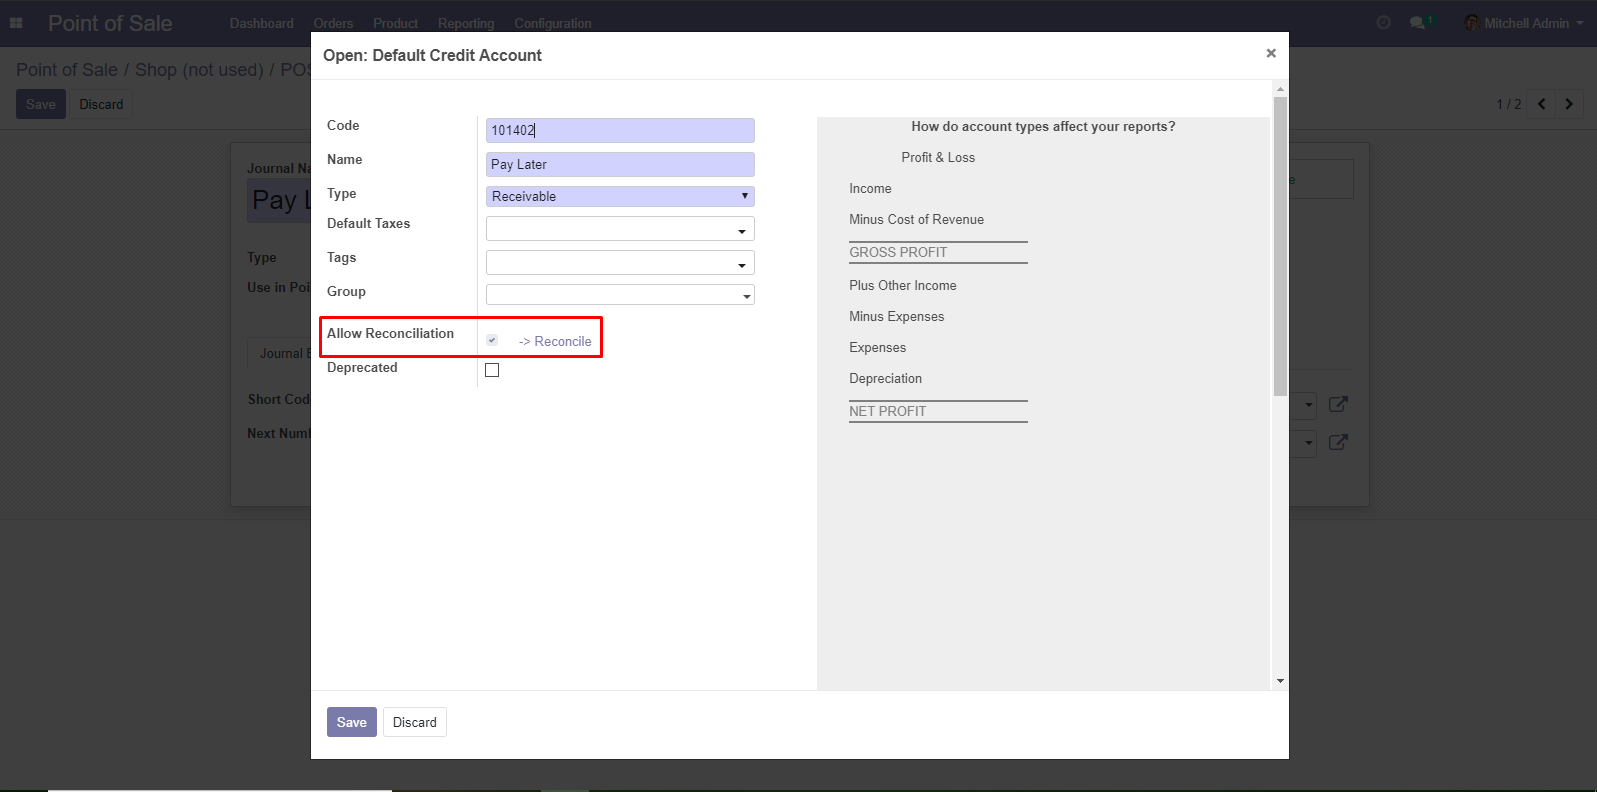 Point of Sale Dashboard Orders Product Reporting Configuration 1 Mitchell Admin
Point of Sale / Shop (not used) / POS
Save Discard 1 / 2
Open: Default Credit Account ×
Journal Na
Pay L
Type
Use in Poi
Journal E
Short Cod
Next Numb
e
Code 101402
Name Pay Later
Type Receivable
Default Taxes
Tags
Group
Allow Reconciliation -> Reconcile
Deprecated
How do account types affect your reports?
Profit & Loss
Income
Minus Cost of Revenue
GROSS PROFIT
Plus Other Income
Minus Expenses
Expenses
Depreciation
NET PROFIT
Save Discard